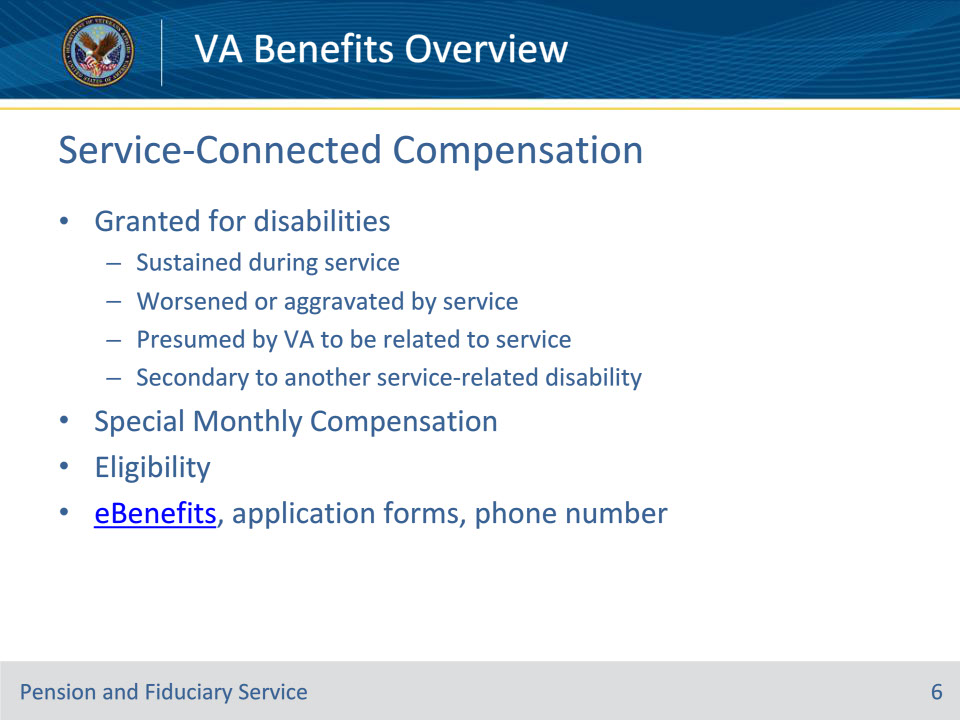 VA Benefits Overview
Service-Connected Compensation
• Granted for disabilities
– Sustained during service
– Worsened or aggravated by service
– Presumed by VA to be related to service
– Secondary to another service-related disability
• Special Monthly Compensation
• Eligibility
• eBenefits, application forms, phone number
Pension and Fiduciary Service
6